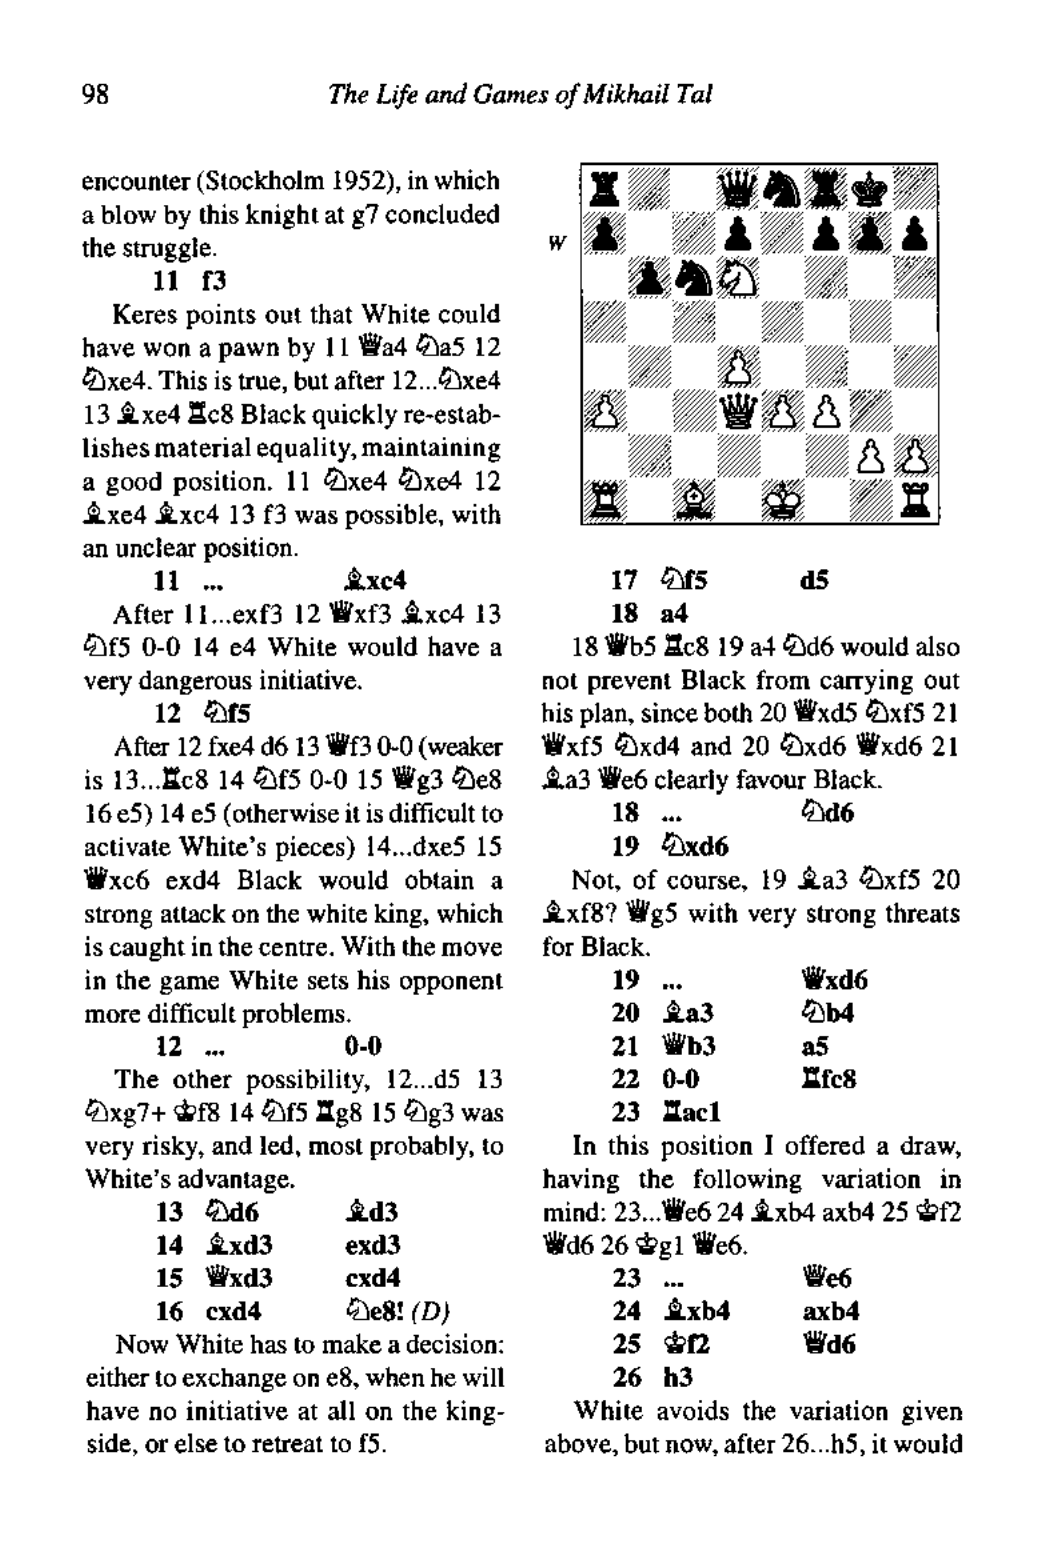 98
The Life and Games of Mikhail Tal
encounter (Stockholm 1952), in which
a blow by this knight at g7 concluded
the struggle.
11 f3
Keres points out that White could
have won a pawn by 11 ♕a4 ♘a5 12
♘xe4. This is true, but after 12...♘xe4
13 ♗xe4 ♖c8 Black quickly re-estab-
lishes material equality, maintaining
a good position. 11 ♘xe4 ♘xe4 12
♗xe4 ♗xc4 13 f3 was possible, with
an unclear position.
11 ... ♗xc4
After 11...exf3 12 ♕xf3 ♗xc4 13
♘f5 0-0 14 e4 White would have a
very dangerous initiative.
12 ♘f5
After 12 fxe4 d6 13 ♕f3 0-0 (weaker
is 13...♖c8 14 ♘f5 0-0 15 ♕g3 ♘e8
16 e5) 14 e5 (otherwise it is difficult to
activate White's pieces) 14...dxe5 15
♕xc6 exd4 Black would obtain a
strong attack on the white king, which
is caught in the centre. With the move
in the game White sets his opponent
more difficult problems.
12 ... 0-0
The other possibility, 12...d5 13
♘xg7+ ♔f8 14 ♘f5 ♖g8 15 ♘g3 was
very risky, and led, most probably, to
White's advantage.
13 ♘d6 ♗d3
14 ♗xd3 exd3
15 ♕xd3 cxd4
16 cxd4 ♘e8! (D)
Now White has to make a decision:
either to exchange on e8, when he will
have no initiative at all on the king-
side, or else to retreat to f5.
W
17 ♘f5 d5
18 a4
18 ♕b5 ♖c8 19 a4 ♘d6 would also
not prevent Black from carrying out
his plan, since both 20 ♕xd5 ♘xf5 21
♕xf5 ♘xd4 and 20 ♘xd6 ♕xd6 21
♗a3 ♕e6 clearly favour Black.
18 ... ♘d6
19 ♘xd6
Not, of course, 19 ♗a3 ♘xf5 20
♗xf8? ♕g5 with very strong threats
for Black.
19 ... ♕xd6
20 ♗a3 ♘b4
21 ♕b3 a5
22 0-0 ♖fc8
23 ♖ac1
In this position I offered a draw,
having the following variation in
mind: 23...♕e6 24 ♗xb4 axb4 25 ♔f2
♕d6 26 ♔g1 ♕e6.
23 ... ♕e6
24 ♗xb4 axb4
25 ♔f2 ♕d6
26 h3
White avoids the variation given
above, but now, after 26...h5, it would